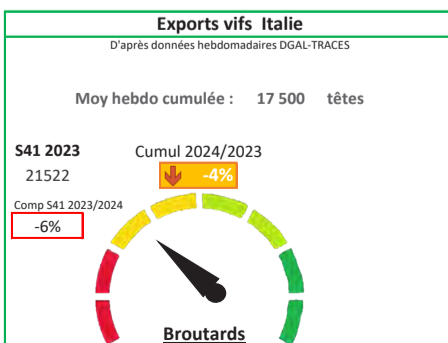 Exports vifs Italie
D'après données hebdomadaires DGAL-TRACES
Moy hebdo cumulée : 17 500 têtes
S41 2023 Cumul 2024/2023
21522 -4%
Comp S41 2023/2024
-6%
Broutards